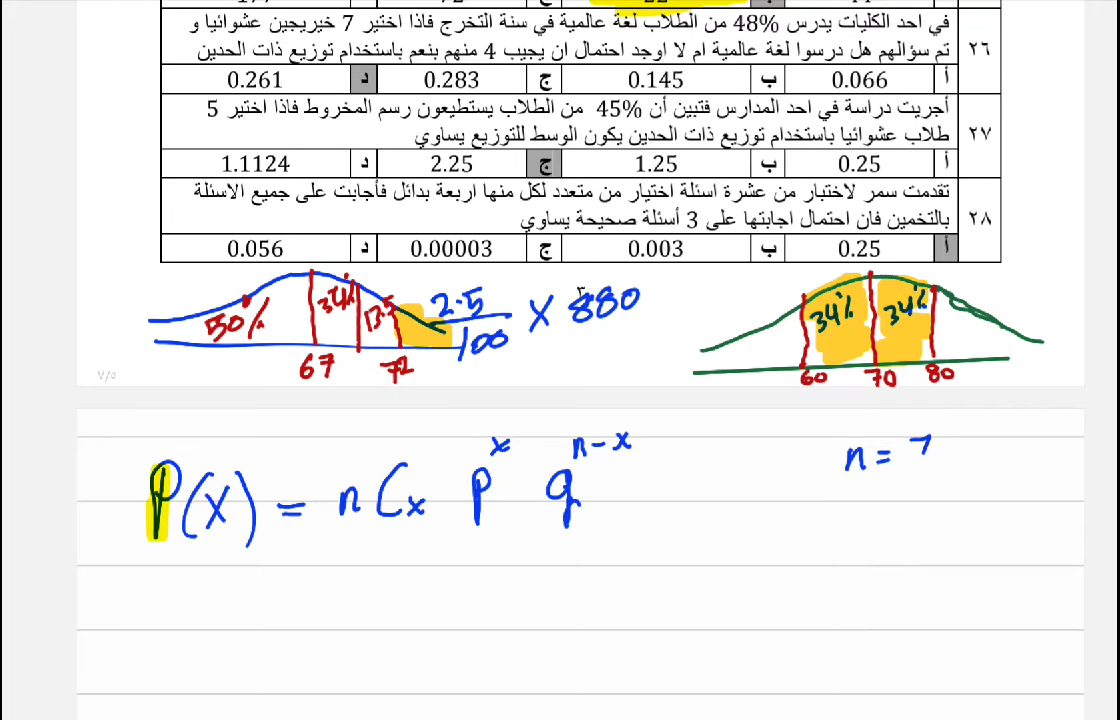 في احد الكليات يدرس 48% من الطلاب لغة عالمية في سنة التخرج فاذا اختير 7 خيريجين عشوائيا و
٢٦
تم سؤالهم هل درسوا لغة عالمية ام لا اوجد احتمال ان يجيب 4 منهم بنعم باستخدام توزيع ذات الحدين
أ 0.066 ب 0.145 ج 0.283 د 0.261
أجريت دراسة في احد المدارس فتبين أن 45% من الطلاب يستطيعون رسم المخروط فاذا اختير 5
٢٧
طلاب عشوائيا باستخدام توزيع ذات الحدين يكون الوسط للتوزيع يساوي
أ 0.25 ب 1.25 ج 2.25 د 1.1124
تقدمت سمر لاختبار من عشرة اسئلة اختيار من متعدد لكل منها اربعة بدائل فأجابت على جميع الاسئلة
٢٨
بالتخمين فان احتمال اجابتها على 3 أسئلة صحيحة يساوي
أ 0.25 ب 0.003 ج 0.00003 د 0.056
50% 34% 13.5 2.5/100 X 880
67 72
34% 34%
60 70 80
٧/٥
P(X) = nCx p^x q^n-x
n = 7